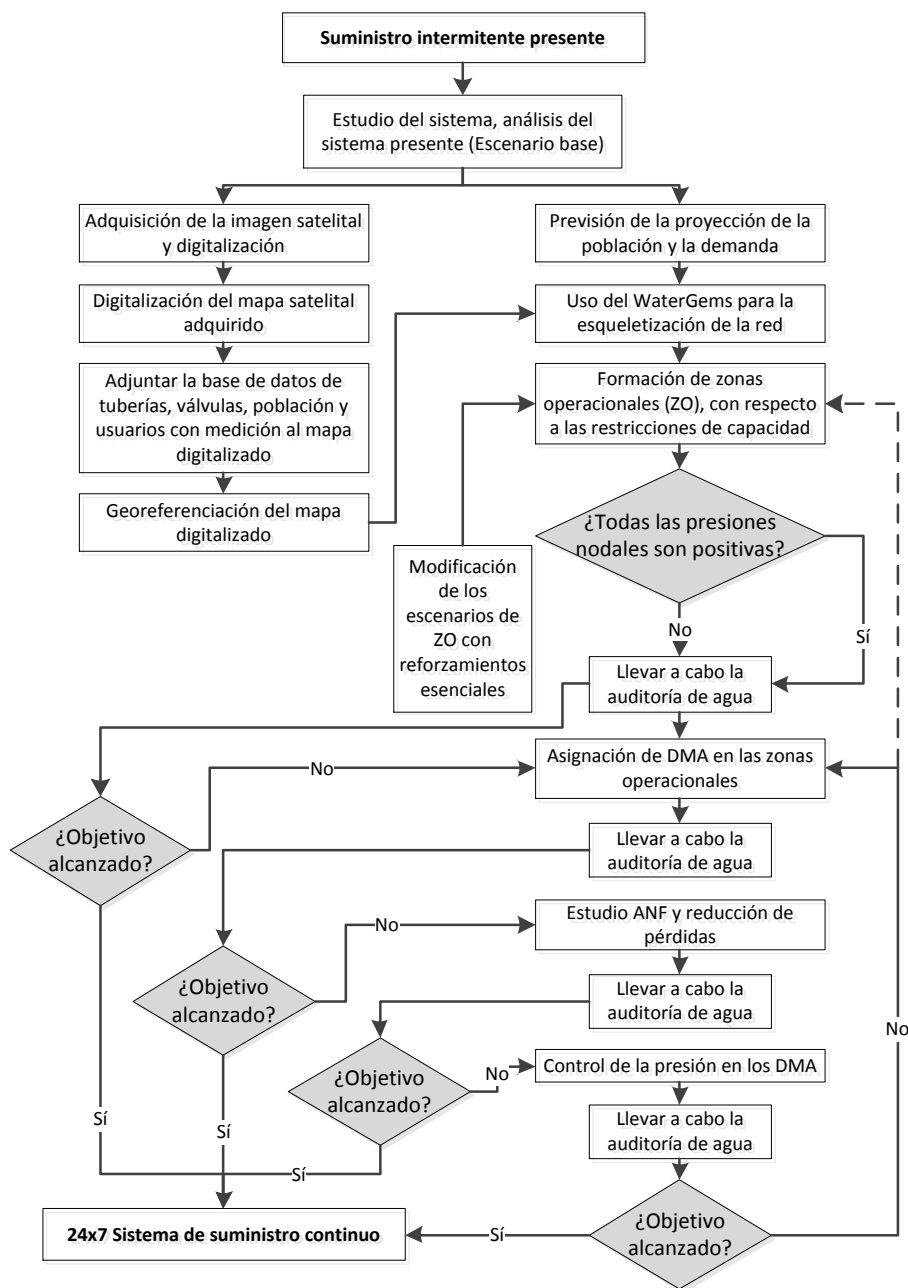 Suministro intermitente presente
Estudio del sistema, análisis del
sistema presente (Escenario base)
Adquisición de la imagen satelital
y digitalización
Previsión de la proyección de la
población y la demanda
Digitalización del mapa satelital
adquirido
Uso del WaterGems para la
esqueletización de la red
Adjuntar la base de datos de
tuberías, válvulas, población y
usuarios con medición al mapa
digitalizado
Formación de zonas
operacionales (ZO), con respecto
a las restricciones de capacidad
Georeferenciación del mapa
digitalizado
¿Todas las presiones
nodales son positivas?
Modificación
de los
escenarios de
ZO con
reforzamientos
esenciales
No
Sí
Llevar a cabo la
auditoría de agua
Asignación de DMA en las zonas
operacionales
No
¿Objetivo
alcanzado?
Llevar a cabo la
auditoría de agua
Estudio ANF y reducción de
pérdidas
No
¿Objetivo
alcanzado?
Llevar a cabo la
auditoría de agua
No
Control de la presión en los DMA
No
¿Objetivo
alcanzado?
Llevar a cabo la
auditoría de agua
Sí
Sí
Sí
24x7 Sistema de suministro continuo
Sí
¿Objetivo
alcanzado?